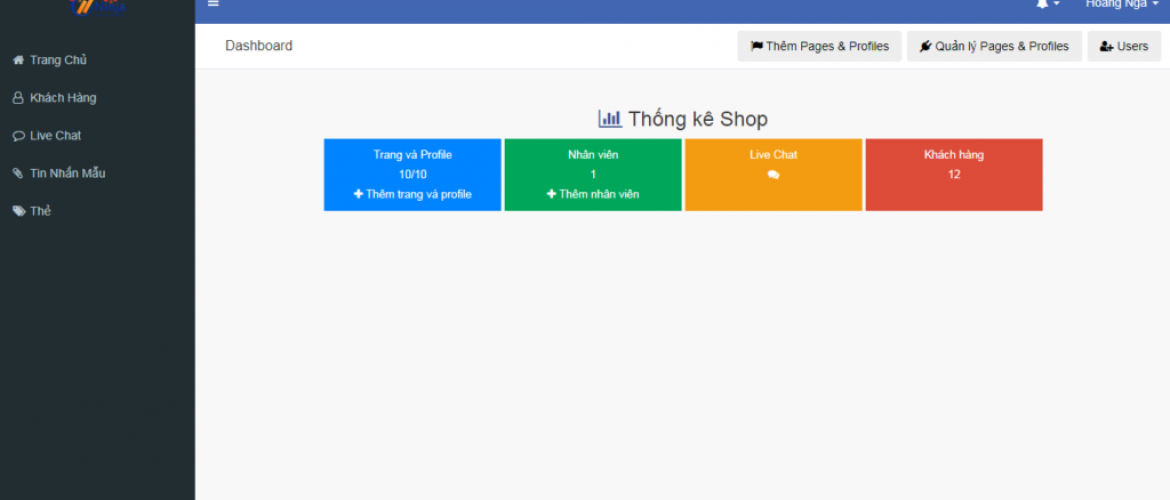 Hoàng Nga
Trang Chủ
Khách Hàng
Live Chat
Tin Nhắn Mẫu
Thẻ
Dashboard
Thêm Pages & Profiles
Quản lý Pages & Profiles
Users
Thống kê Shop
Trang và Profile
10/10
Thêm trang và profile
Nhân viên
1
Thêm nhân viên
Live Chat
Khách hàng
12